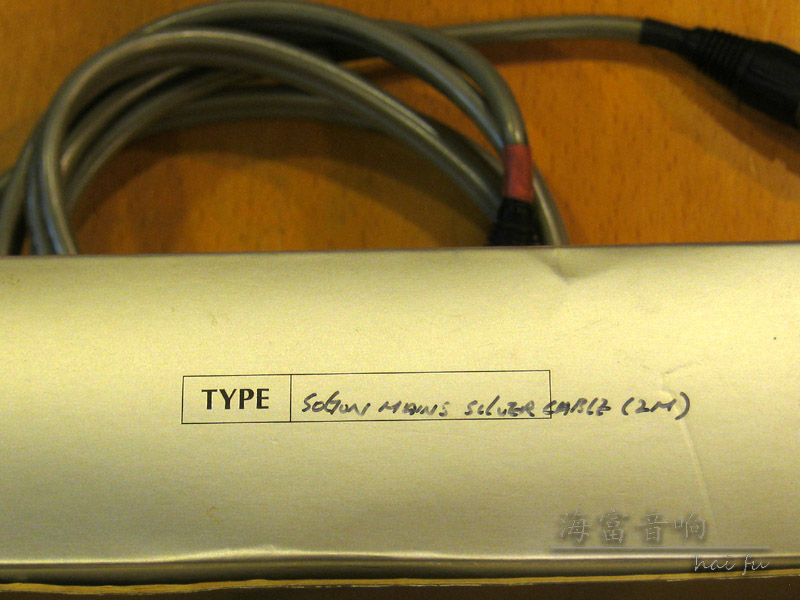 TYPE SOGON MAINS SILVER CABLE (2M)
海富音响
hai fu